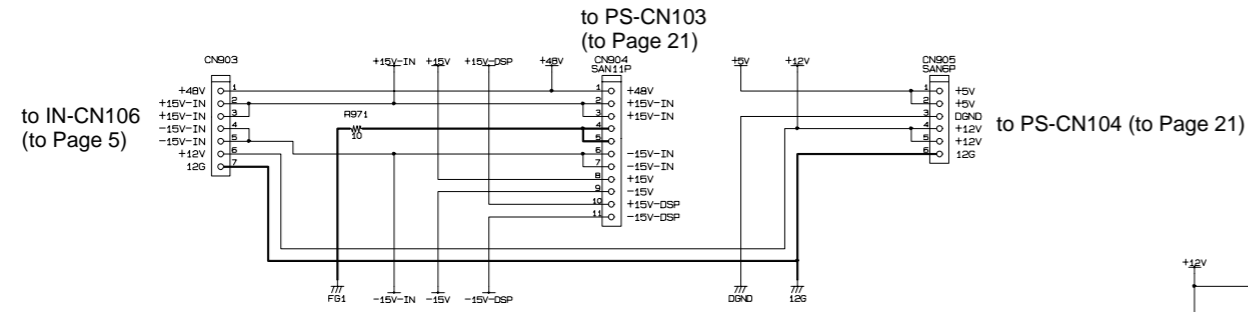 to PS-CN103
(to Page 21)
CN903
+15V-IN
+15V
+15V-DSP
+48V
CN904
SAN11P
+5V
+12V
CN905
SAN6P
to IN-CN106
(to Page 5)
1 +48V
+15V-IN 2
+15V-IN 3
-15V-IN 4
-15V-IN 5
+12V 6
12G 7
R971
10
1 +48V
2 +15V-IN
3 +15V-IN
4
5
6 -15V-IN
7 -15V-IN
8 +15V
9 -15V
10 +15V-DSP
11 -15V-DSP
1 +5V
2 +5V
3 DGND
4 +12V
5 +12V
6 12G
to PS-CN104 (to Page 21)
FG1
-15V-IN
-15V
-15V-DSP
DGND
12G
+12V